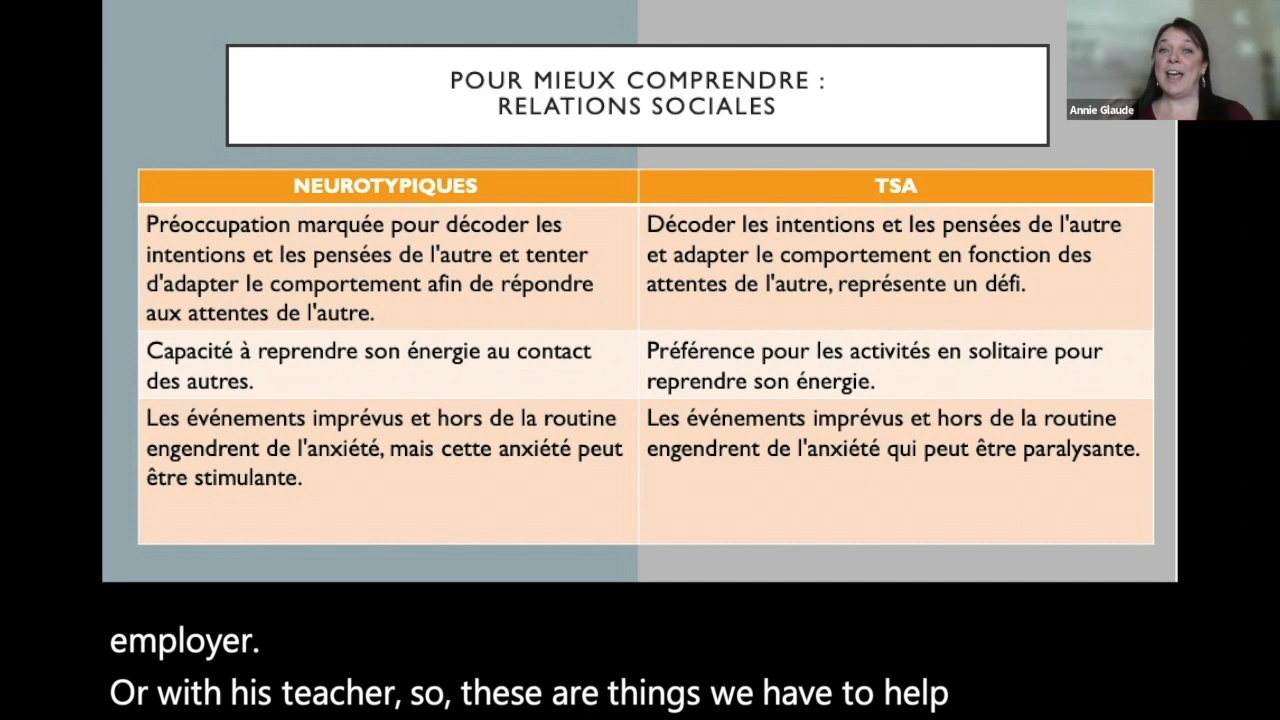 POUR MIEUX COMPRENDRE :
RELATIONS SOCIALES
Annie Glaude
NEUROTYPIQUES
TSA
Préoccupation marquée pour décoder les
intentions et les pensées de l'autre et tenter
d'adapter le comportement afin de répondre
aux attentes de l'autre.
Décoder les intentions et les pensées de l'autre
et adapter le comportement en fonction des
attentes de l'autre, représente un défi.
Capacité à reprendre son énergie au contact
des autres.
Préférence pour les activités en solitaire pour
reprendre son énergie.
Les événements imprévus et hors de la routine
engendrent de l'anxiété, mais cette anxiété peut
être stimulante.
Les événements imprévus et hors de la routine
engendrent de l'anxiété qui peut être paralysante.
employer.
Or with his teacher, so, these are things we have to help